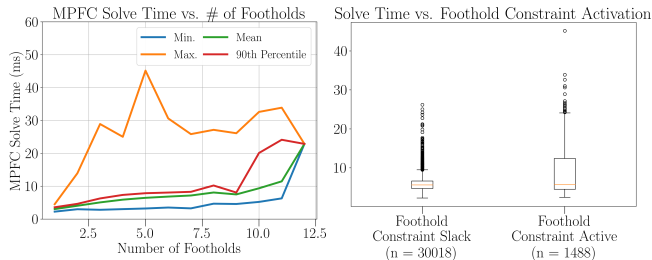 MPFC Solve Time vs. # of Footholds
60
50
40
30
20
10
0
MPFC Solve Time (ms)
Min.
Max.
Mean
90th Percentile
2.5
5.0
7.5
10.0
12.5
Number of Footholds
Solve Time vs. Foothold Constraint Activation
40
30
20
10
Foothold
Constraint Slack
(n = 30018)
Foothold
Constraint Active
(n = 1488)